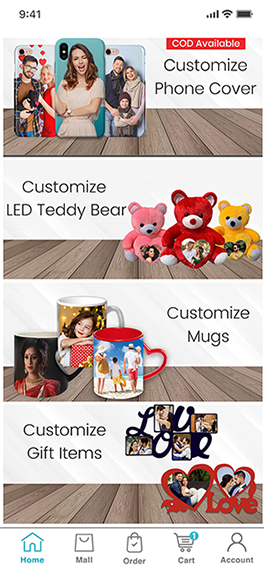 9:41
COD Available
Customize
Phone Cover
Customize
LED Teddy Bear
Customize
Mugs
Customize
Gift Items
Love
Love
1
Home
Mall
Order
Cart
Account